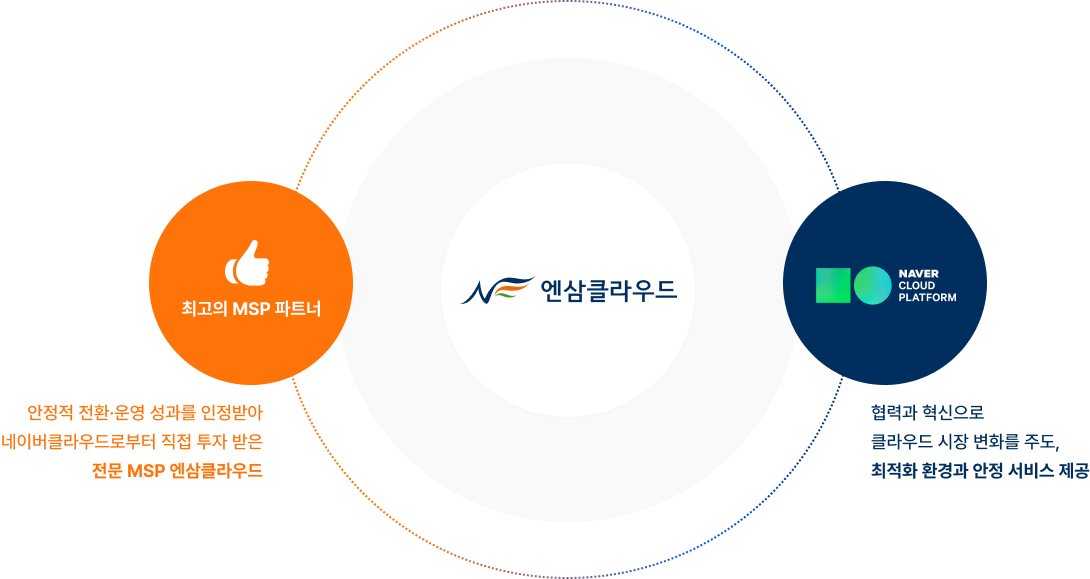 최고의 MSP 파트너
엔삼클라우드
NAVER
CLOUD
PLATFORM
안정적 전환·운영 성과를 인정받아
네이버클라우드로부터 직접 투자 받은
전문 MSP 엔삼클라우드
협력과 혁신으로
클라우드 시장 변화를 주도,
최적화 환경과 안정 서비스 제공